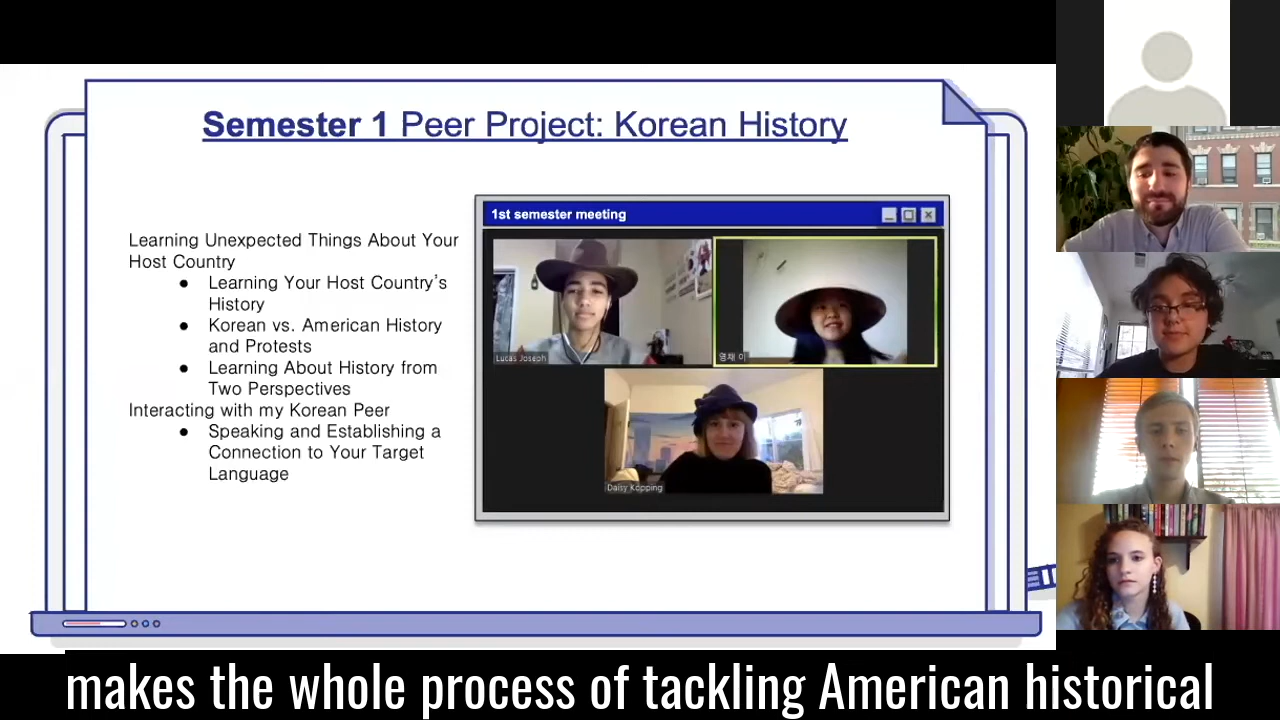 Semester 1 Peer Project: Korean History
Learning Unexpected Things About Your
Host Country
● Learning Your Host Country's
History
● Korean vs. American History
and Protests
● Learning About History from
Two Perspectives
Interacting with my Korean Peer
● Speaking and Establishing a
Connection to Your Target
Language
1st semester meeting
Lucas Joseph
영채 이
Daisy Kopping
makes the whole process of tackling American historical